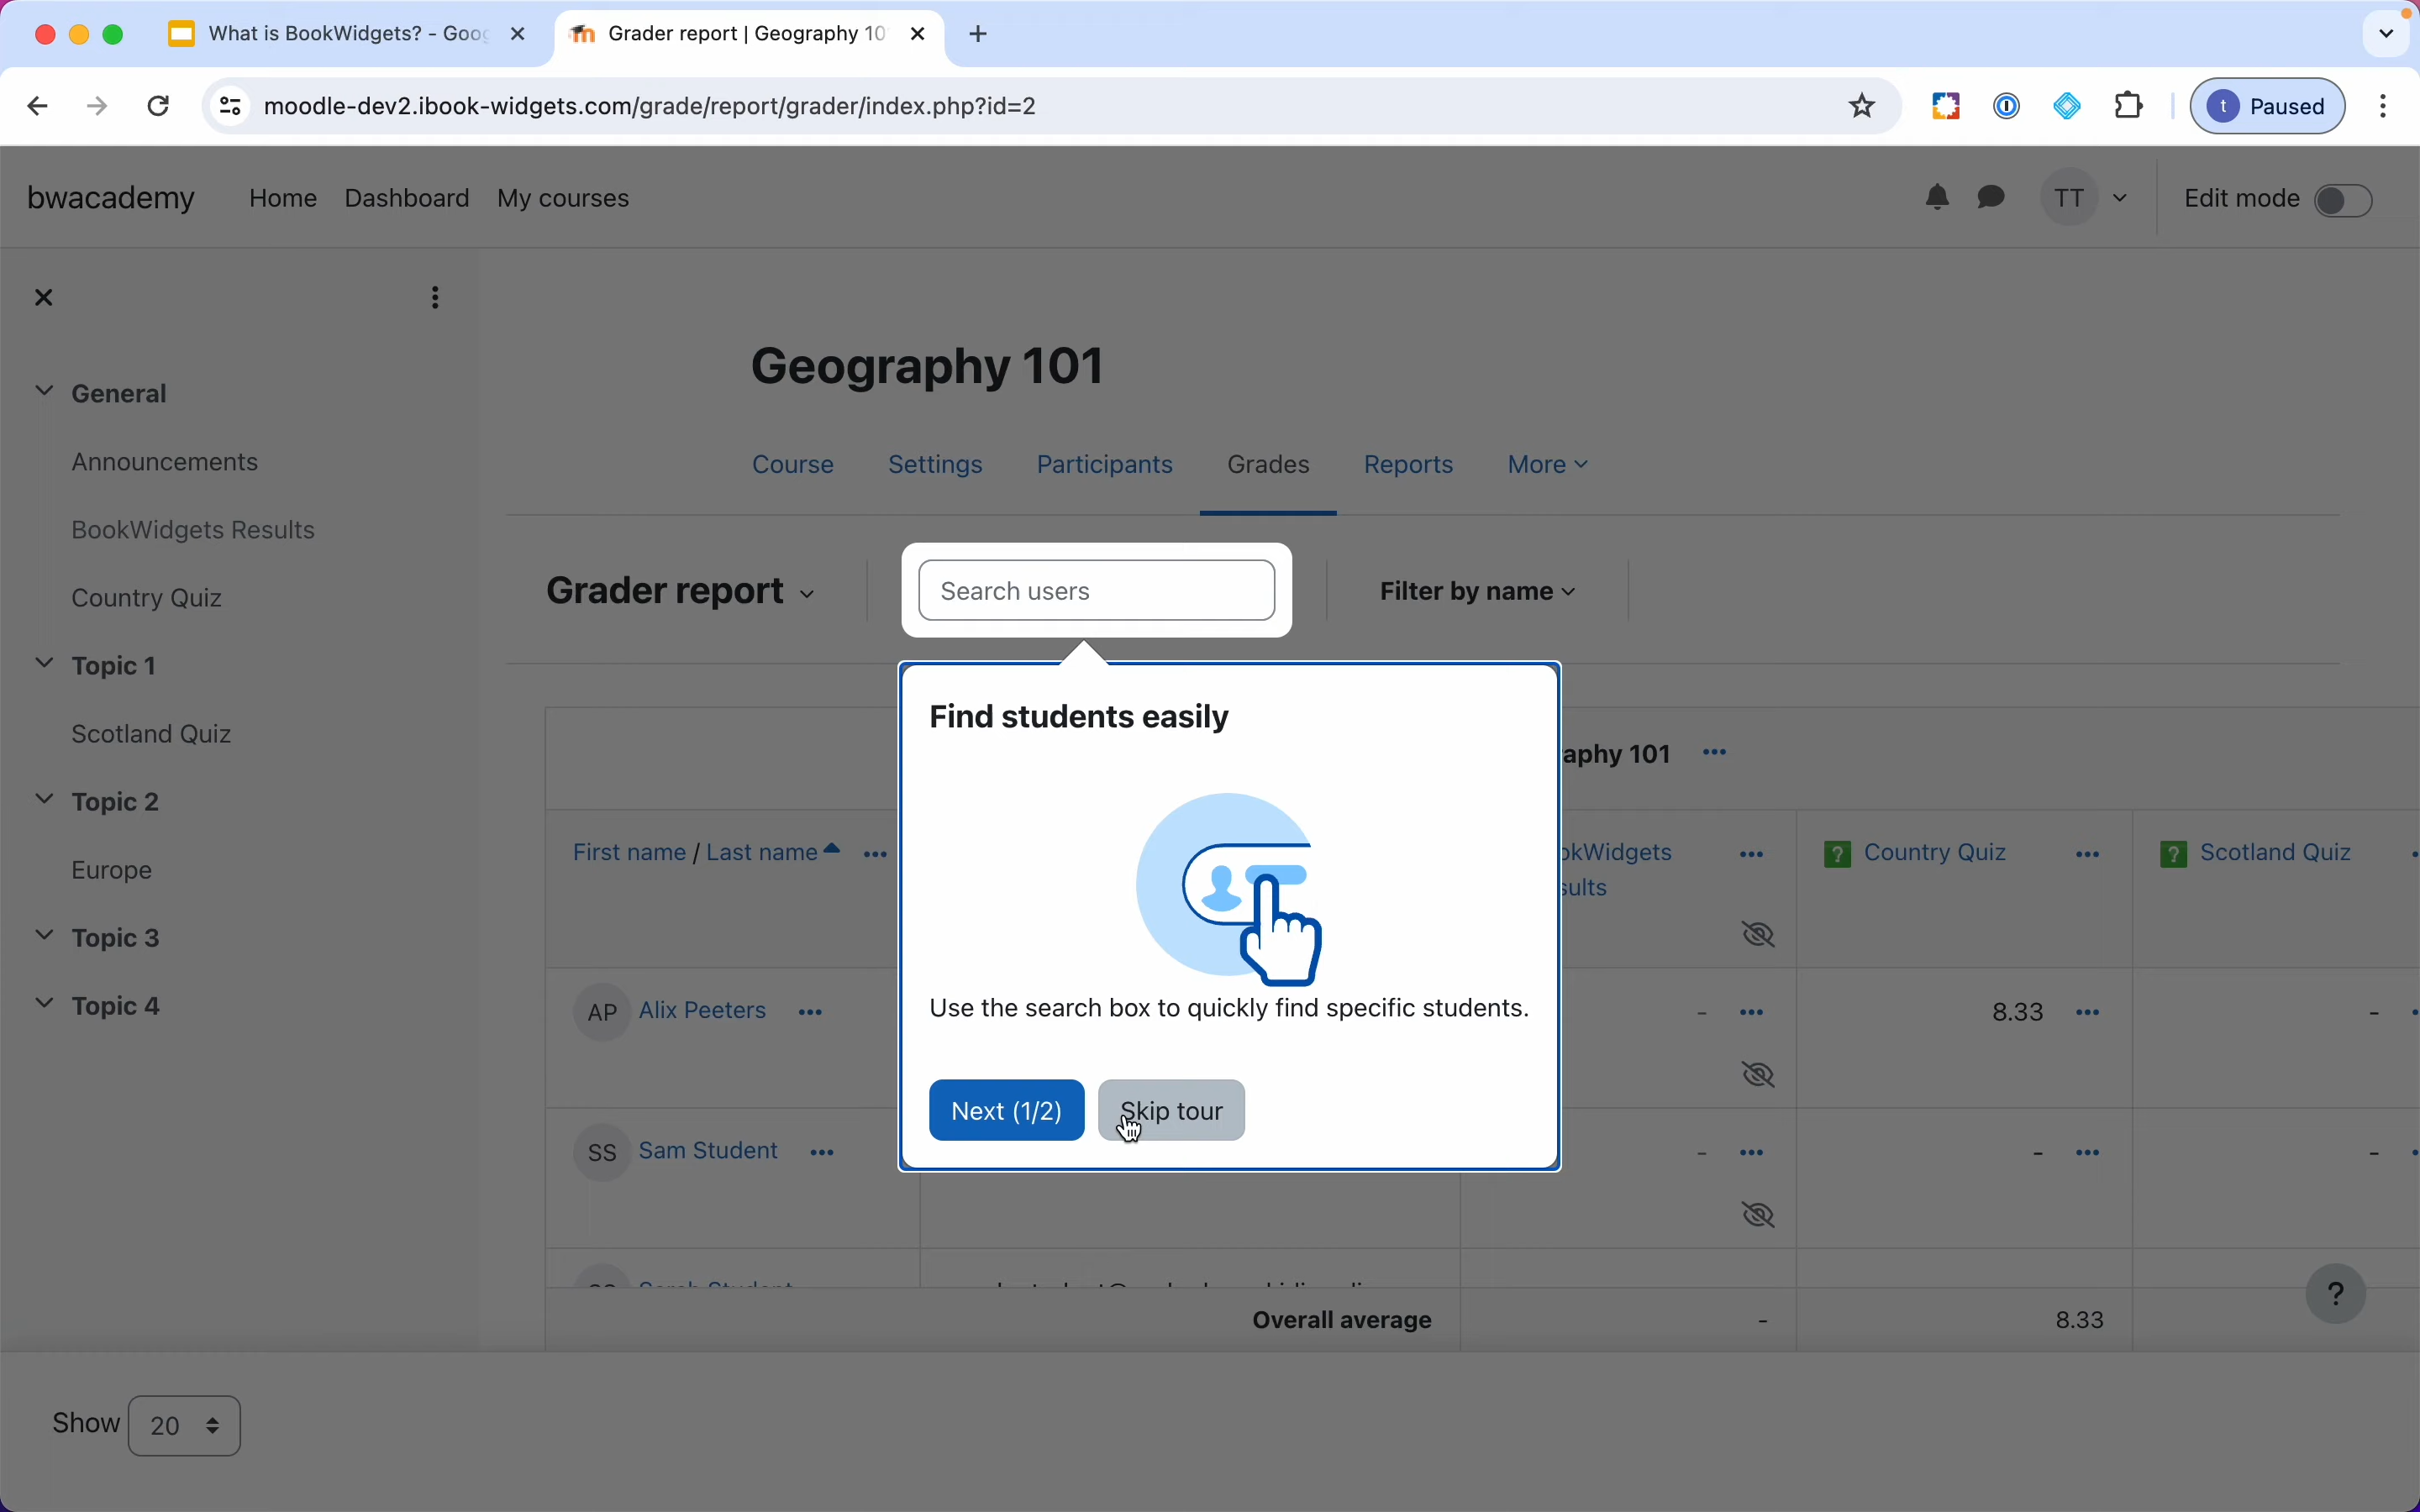 What is BookWidgets? - Goog
Grader report | Geography 10
moodle-dev2.ibook-widgets.com/grade/report/grader/index.php?id=2
t Paused
bwacademy Home Dashboard My courses TT Edit mode
General
Announcements
BookWidgets Results
Country Quiz
Topic 1
Scotland Quiz
Topic 2
Europe
Topic 3
Topic 4
Geography 101
Course Settings Participants Grades Reports More
Grader report Search users Filter by name
Find students easily
Use the search box to quickly find specific students.
Next (1/2) Skip tour
aphy 101
First name / Last name
okWidgets
sults
? Country Quiz
? Scotland Quiz
AP Alix Peeters - 8.33 -
SS Sam Student - - -
Sarah Student
Overall average - 8.33
?
Show 20